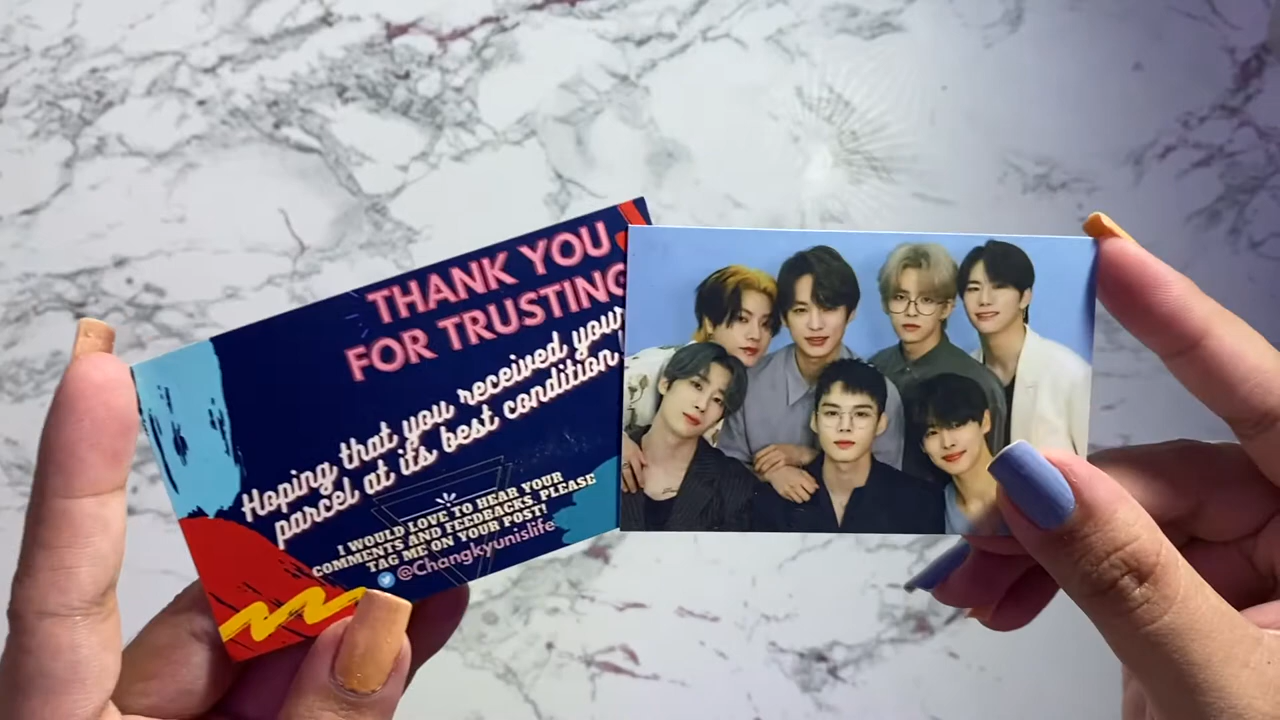 THANK YOU
FOR TRUSTING
Hoping that you received your
parcel at its best condition
I WOULD LOVE TO HEAR YOUR
COMMENTS AND FEEDBACKS. PLEASE
TAG ME ON YOUR POST!
@Changkyunislife